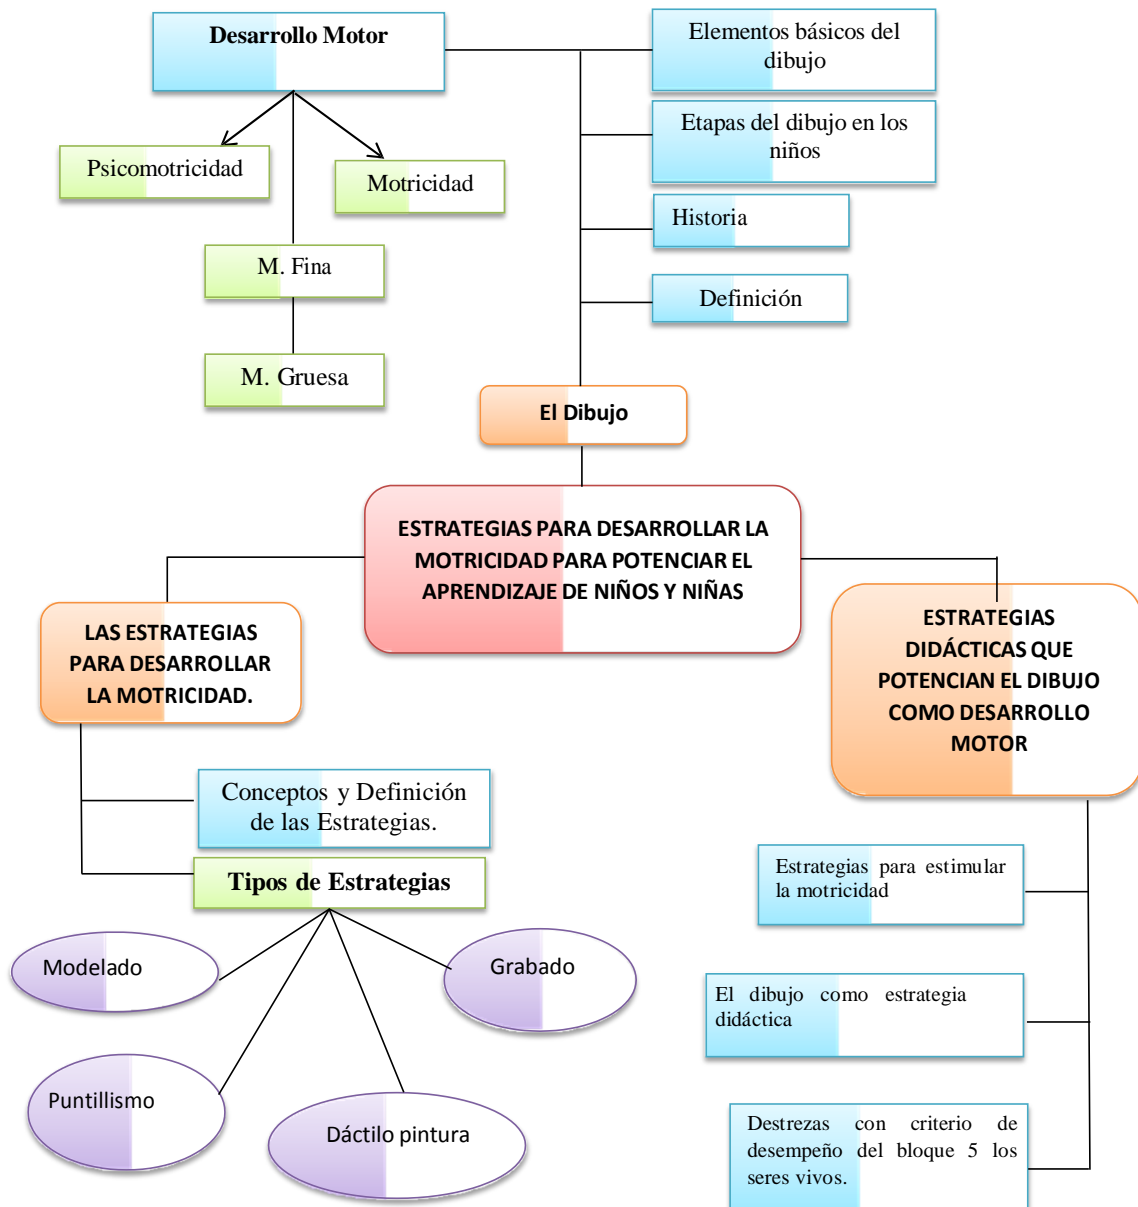 Desarrollo Motor
Elementos básicos del
dibujo
Etapas del dibujo en los
niños
Psicomotricidad
Motricidad
Historia
M. Fina
Definición
M. Gruesa
El Dibujo
ESTRATEGIAS PARA DESARROLLAR LA
MOTRICIDAD PARA POTENCIAR EL
APRENDIZAJE DE NIÑOS Y NIÑAS
LAS ESTRATEGIAS
PARA DESARROLLAR
LA MOTRICIDAD.
ESTRATEGIAS
DIDÁCTICAS QUE
POTENCIAN EL DIBUJO
COMO DESARROLLO
MOTOR
Conceptos y Definición
de las Estrategias.
Tipos de Estrategias
Modelado
Grabado
Puntillismo
Dáctilo pintura
Estrategias para estimular
la motricidad
El dibujo como estrategia
didáctica
Destrezas con criterio de
desempeño del bloque 5 los
seres vivos.